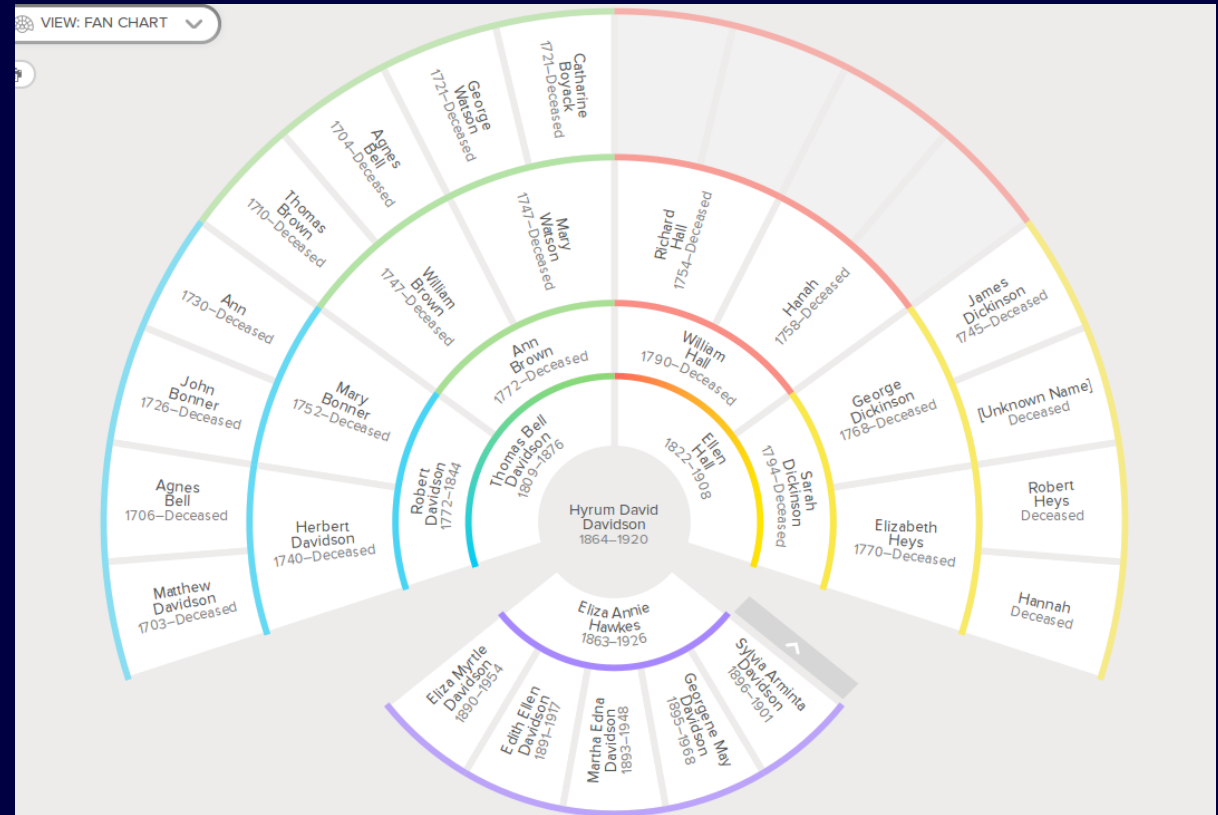 VIEW: FAN CHART
Catharine
Boyack
1721–Deceased
George
Watson
1721–Deceased
Agnes
Bell
1704–Deceased
Thomas
Brown
1710–Deceased
Ann
1730–Deceased
John
Bonner
1726–Deceased
Agnes
Bell
1706–Deceased
Matthew
Davidson
1703–Deceased
Mary
Watson
1747–Deceased
William
Brown
1747–Deceased
Mary
Bonner
1752–Deceased
Herbert
Davidson
1740–Deceased
Richard
Hall
1754–Deceased
Hanah
1758–Deceased
George
Dickinson
1768–Deceased
Elizabeth
Heys
1770–Deceased
James
Dickinson
1745–Deceased
[Unknown Name]
Deceased
Robert
Heys
Deceased
Hannah
Deceased
Ann
Brown
1772–Deceased
Robert
Davidson
1772–1844
William
Hall
1790–Deceased
Sarah
Dickinson
1794–Deceased
Thomas Bell
Davidson
1809–1876
Ellen
Hall
1822–1908
Hyrum David
Davidson
1864–1920
Eliza Annie
Hawkes
1863–1926
Eliza Myrtle
Davidson
1890–1954
Edith Ellen
Davidson
1891–1917
Martha Edna
Davidson
1893–1948
Georgene May
Davidson
1895–1968
Sylvia Arminta
Davidson
1896–1901